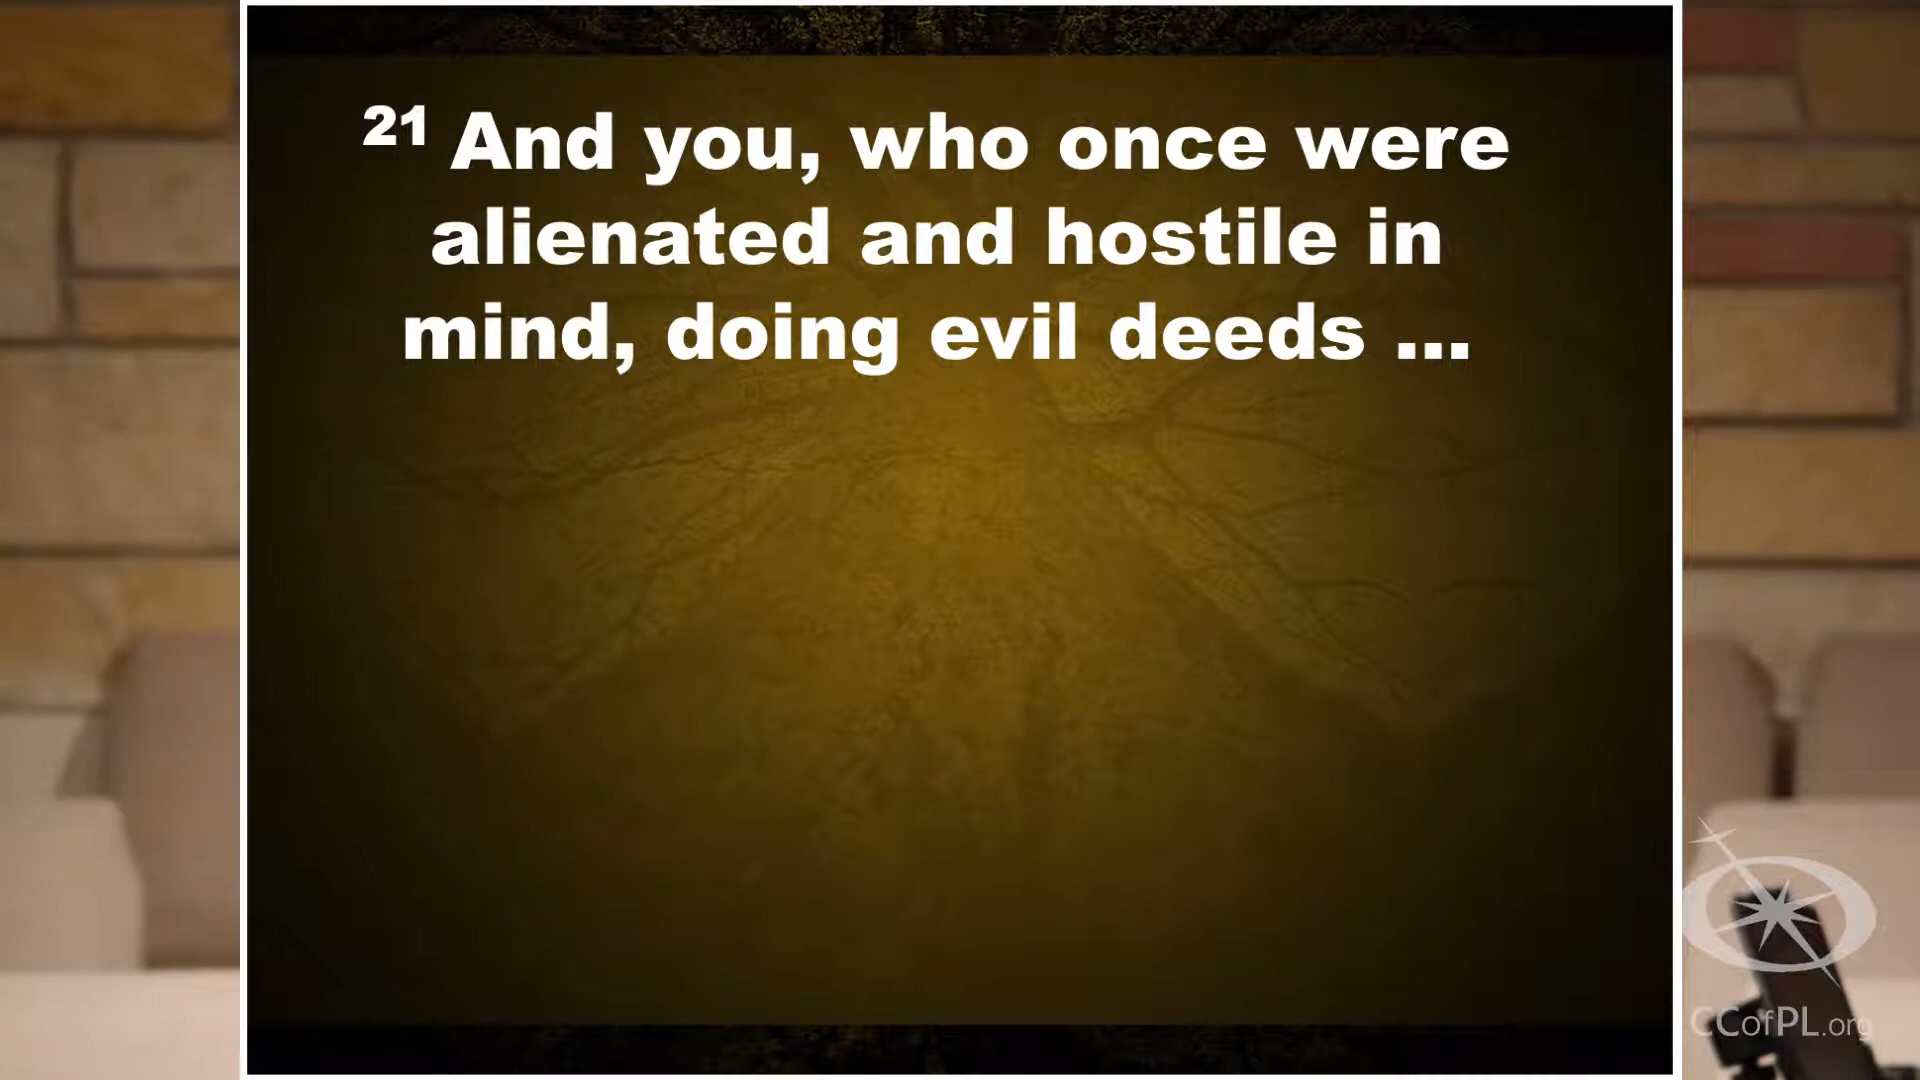 21 And you, who once were
alienated and hostile in
mind, doing evil deeds ...
CCofPL.org